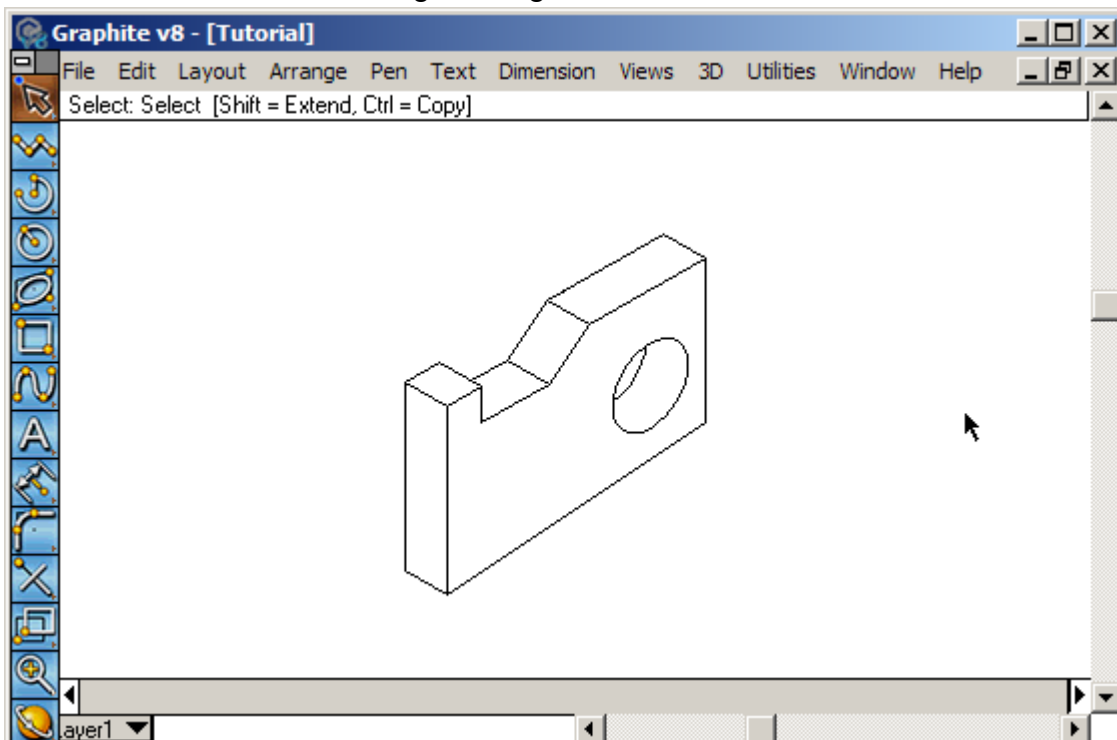 Graphite v8 - [Tutorial]
File Edit Layout Arrange Pen Text Dimension Views 3D Utilities Window Help
Select: Select [Shift = Extend, Ctrl = Copy]
A
ayer1